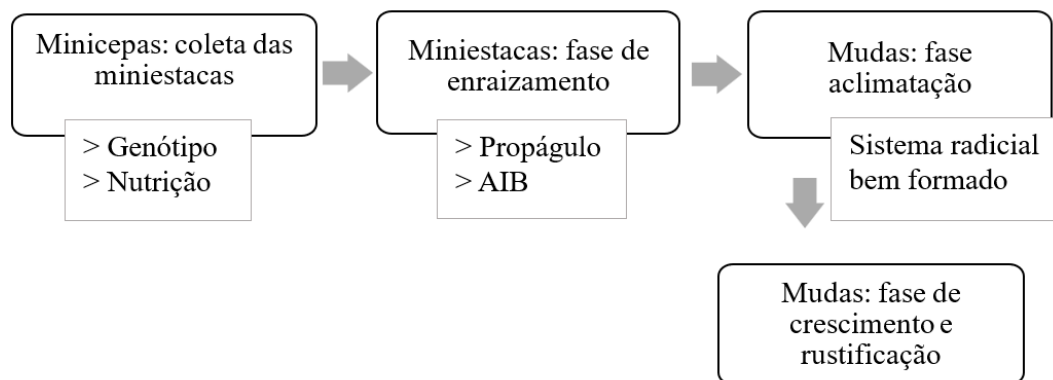 Minicepas: coleta das
miniestacas
> Genótipo
> Nutrição
Miniestacas: fase de
enraizamento
> Propágulo
> AIB
Mudas: fase
aclimatação
Sistema radicial
bem formado
Mudas: fase de
crescimento e
rustificação